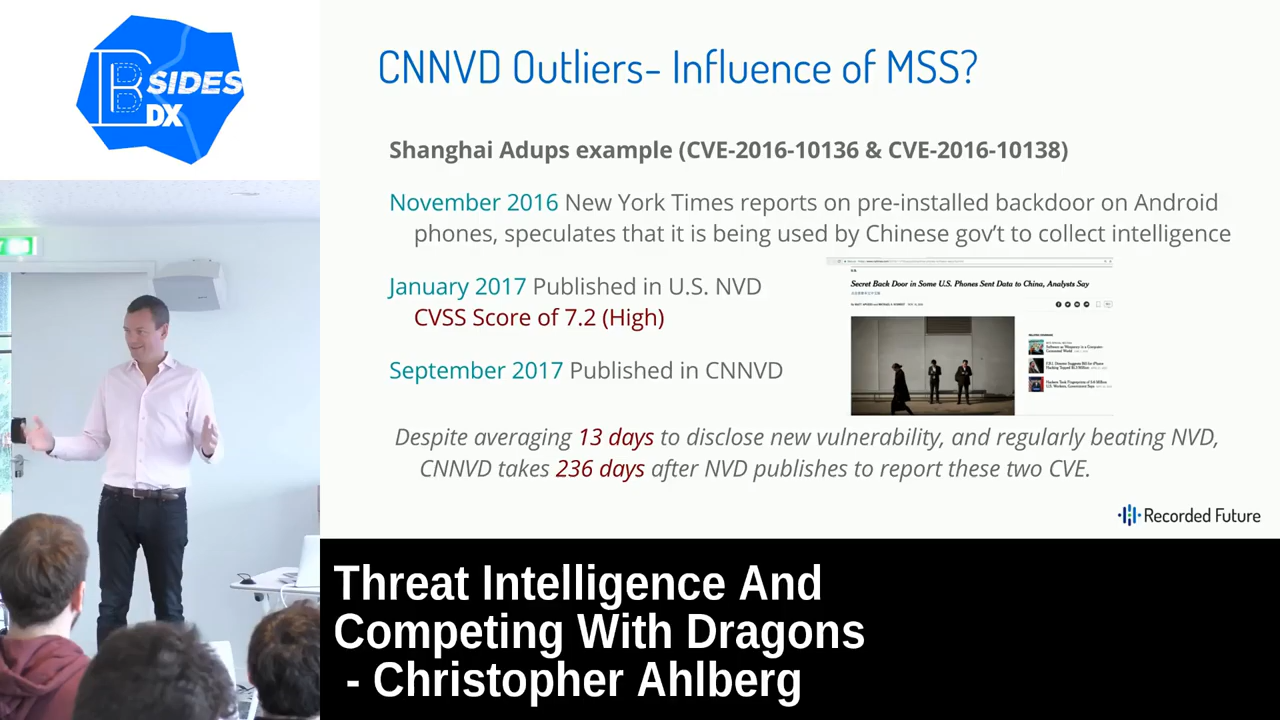 B SIDES
DX
CNNVD Outliers- Influence of MSS?
Shanghai Adups example (CVE-2016-10136 & CVE-2016-10138)
November 2016 New York Times reports on pre-installed backdoor on Android
phones, speculates that it is being used by Chinese gov't to collect intelligence
January 2017 Published in U.S. NVD
CVSS Score of 7.2 (High)
September 2017 Published in CNNVD
Secret Back Door in Some U.S. Phones Sent Data to China, Analysts Say
Despite averaging 13 days to disclose new vulnerability, and regularly beating NVD,
CNNVD takes 236 days after NVD publishes to report these two CVE.
Recorded Future
Threat Intelligence And
Competing With Dragons
- Christopher Ahlberg